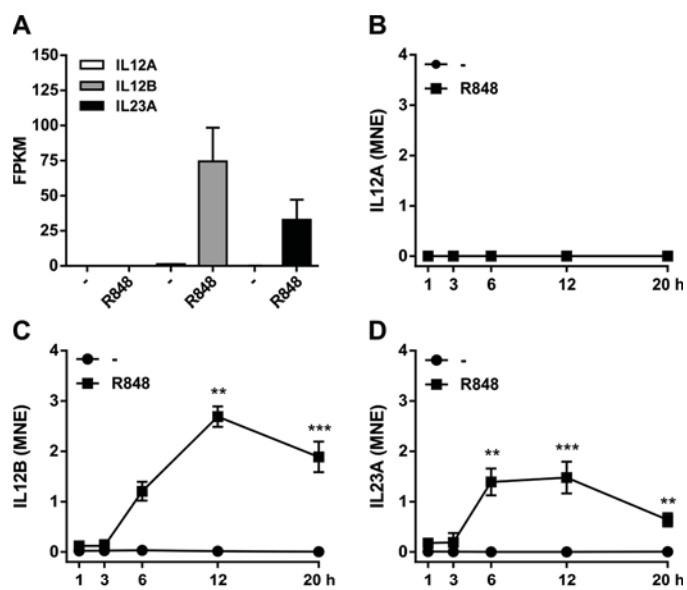 A
FPKM
150
125
100
75
50
25
0
IL12A
IL12B
IL23A
- R848 - R848 - R848
B
IL12A (MNE)
4
3
2
1
0
-
R848
1 3 6 12 20 h
C
IL12B (MNE)
4
3
2
1
0
-
R848
** ***
1 3 6 12 20 h
D
IL23A (MNE)
4
3
2
1
0
-
R848
** *** **
1 3 6 12 20 h